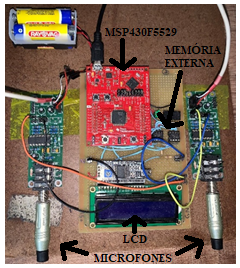 MSP430F5529
MEMÓRIA
EXTERNA
RAYOVAC
LCD
MICROFONES